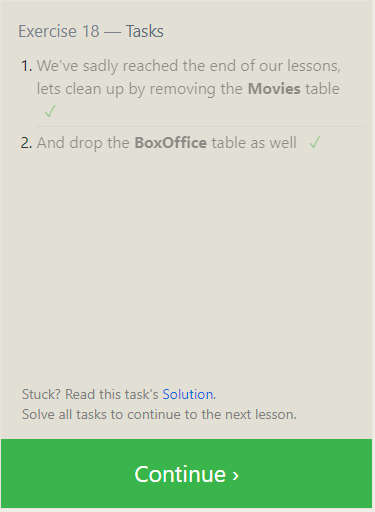 Exercise 18 — Tasks
1. We've sadly reached the end of our lessons,
lets clean up by removing the Movies table
✓
2. And drop the BoxOffice table as well ✓
Stuck? Read this task's Solution.
Solve all tasks to continue to the next lesson.
Continue ›